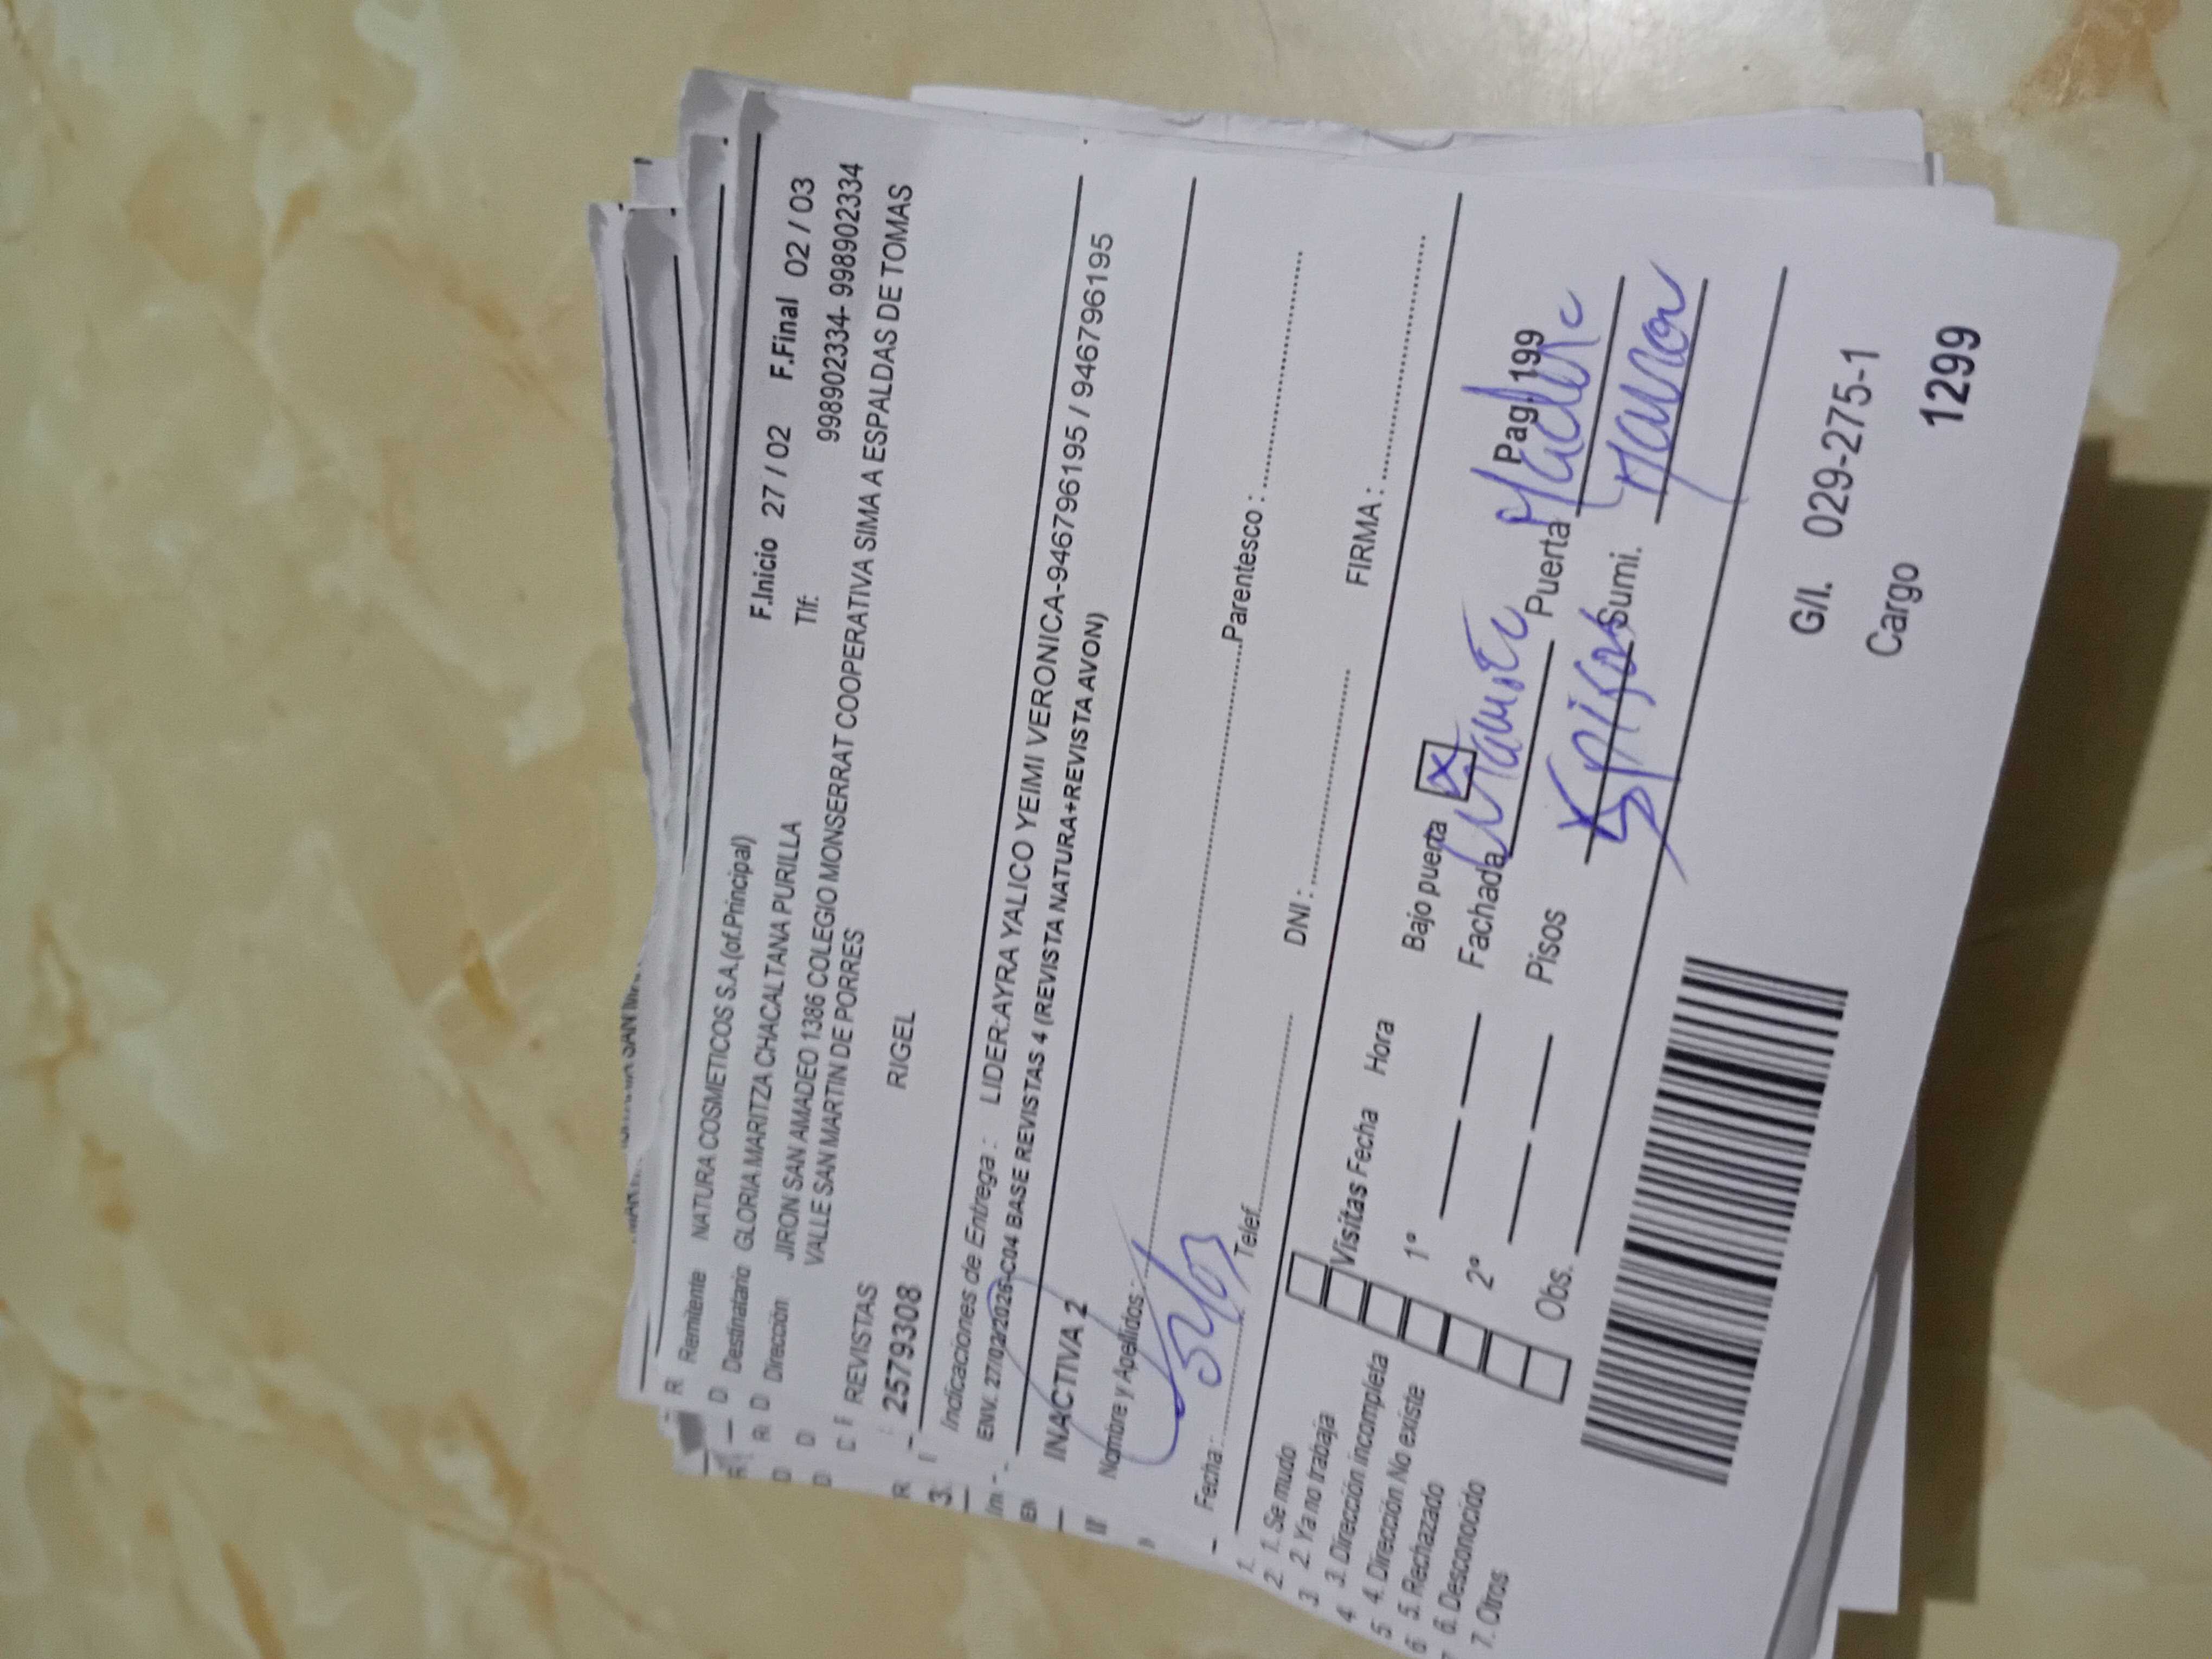 F.Inicio 27 / 02 F.Final 02 / 03
Remitente NATURA COSMETICOS S.A.(of.Principal)
Tlf: 998902334- 998902334
Destinatario GLORIA MARITZA CHACALTANA PURILLA
Dirección JIRON SAN AMADEO 1386 COLEGIO MONSERRAT COOPERATIVA SIMA A ESPALDAS DE TOMAS
VALLE SAN MARTIN DE PORRES
REVISTAS RIGEL
2579308
Indicaciones de Entrega : LIDER:AYRA YALICO YEIMI VERONICA-946796195 / 946796195
ENV. 27/02/2026-C04 BASE REVISTAS 4 (REVISTA NATURA+REVISTA AVON)
INACTIVA 2
Nombre y Apellidos : Parentesco :
Fecha : Telef. DNI : FIRMA :
1. Se mudo
2. Ya no trabaja
3. Dirección incompleta
4. Dirección No existe
5. Rechazado
6. Desconocido
7. Otros
Visitas Fecha Hora Bajo puerta X Pag. 199
1º Fachada Puerta
2º Pisos Sumi.
Obs.
G/I. 029-275-1
Cargo 1299